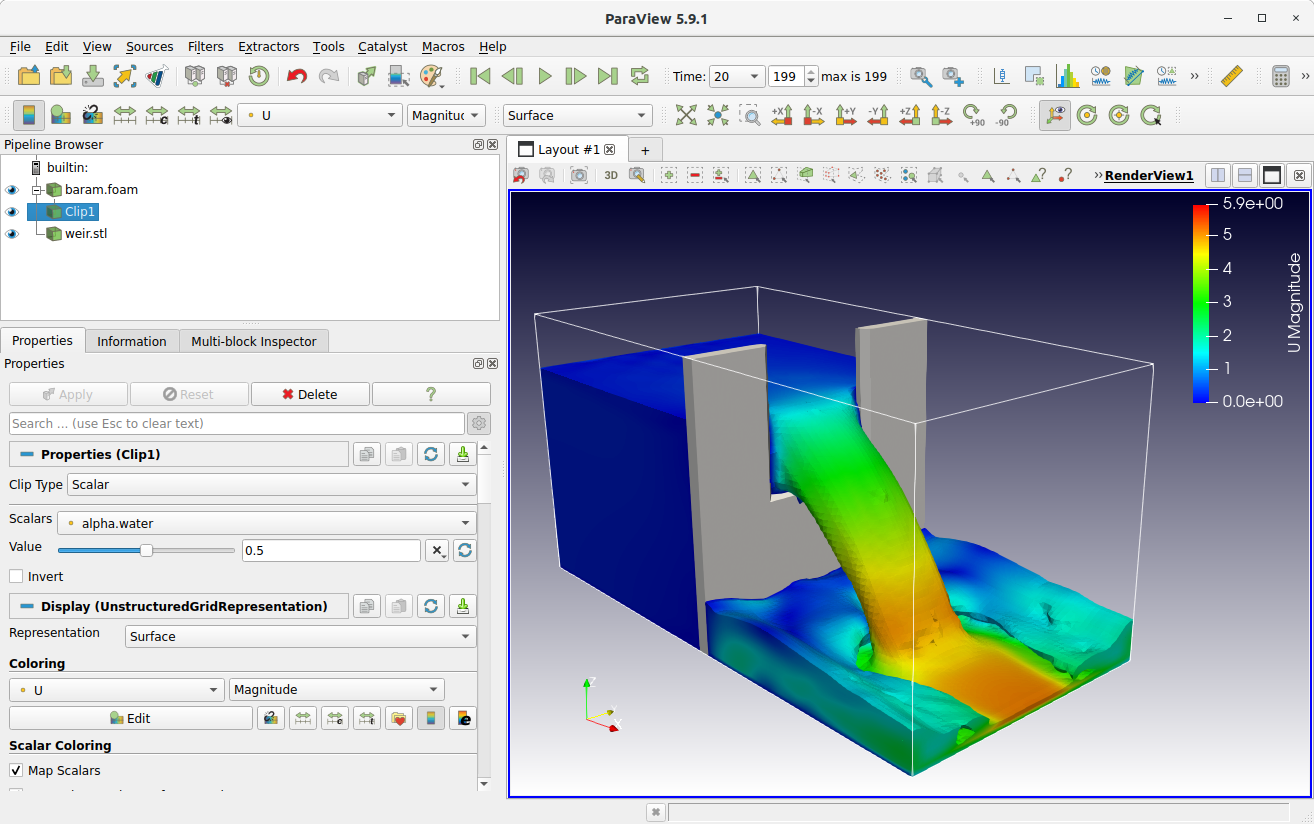 ParaView 5.9.1
File Edit View Sources Filters Extractors Tools Catalyst Macros Help
Time: 20 199 max is 199
U Magnituc Surface +X -X +Y -Y +Z -Z +90 -90
Pipeline Browser
builtin:
baram.foam
Clip1
weir.stl
Properties Information Multi-block Inspector
Properties
Apply Reset Delete ?
Search ... (use Esc to clear text)
Properties (Clip1)
Clip Type Scalar
Scalars alpha.water
Value 0.5
Invert
Display (UnstructuredGridRepresentation)
Representation Surface
Coloring
U Magnitude
Edit
Scalar Coloring
Map Scalars
Layout #1 +
3D RenderView1
5.9e+00
5
4
3
2
1
0.0e+00
U Magnitude
Z
Y
X